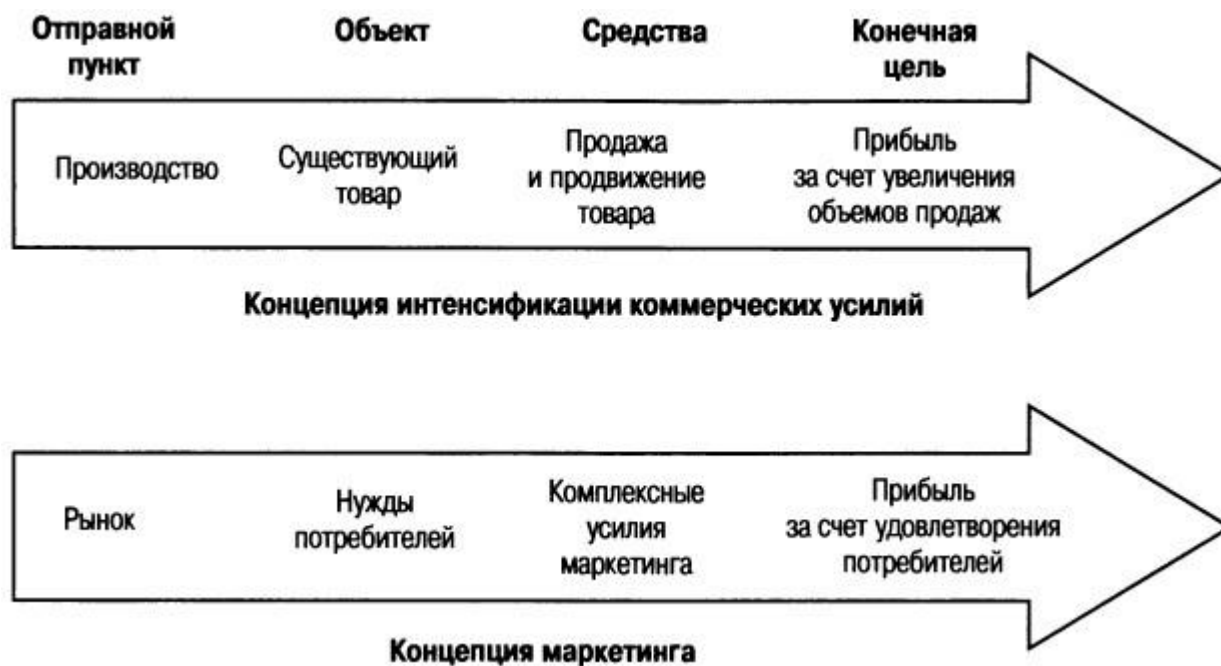 Отправной
пункт
Объект
Средства
Конечная
цель
Производство
Существующий
товар
Продажа
и продвижение
товара
Прибыль
за счет увеличения
объемов продаж
Концепция интенсификации коммерческих усилий
Рынок
Нужды
потребителей
Комплексные
усилия
маркетинга
Прибыль
за счет удовлетворения
потребителей
Концепция маркетинга